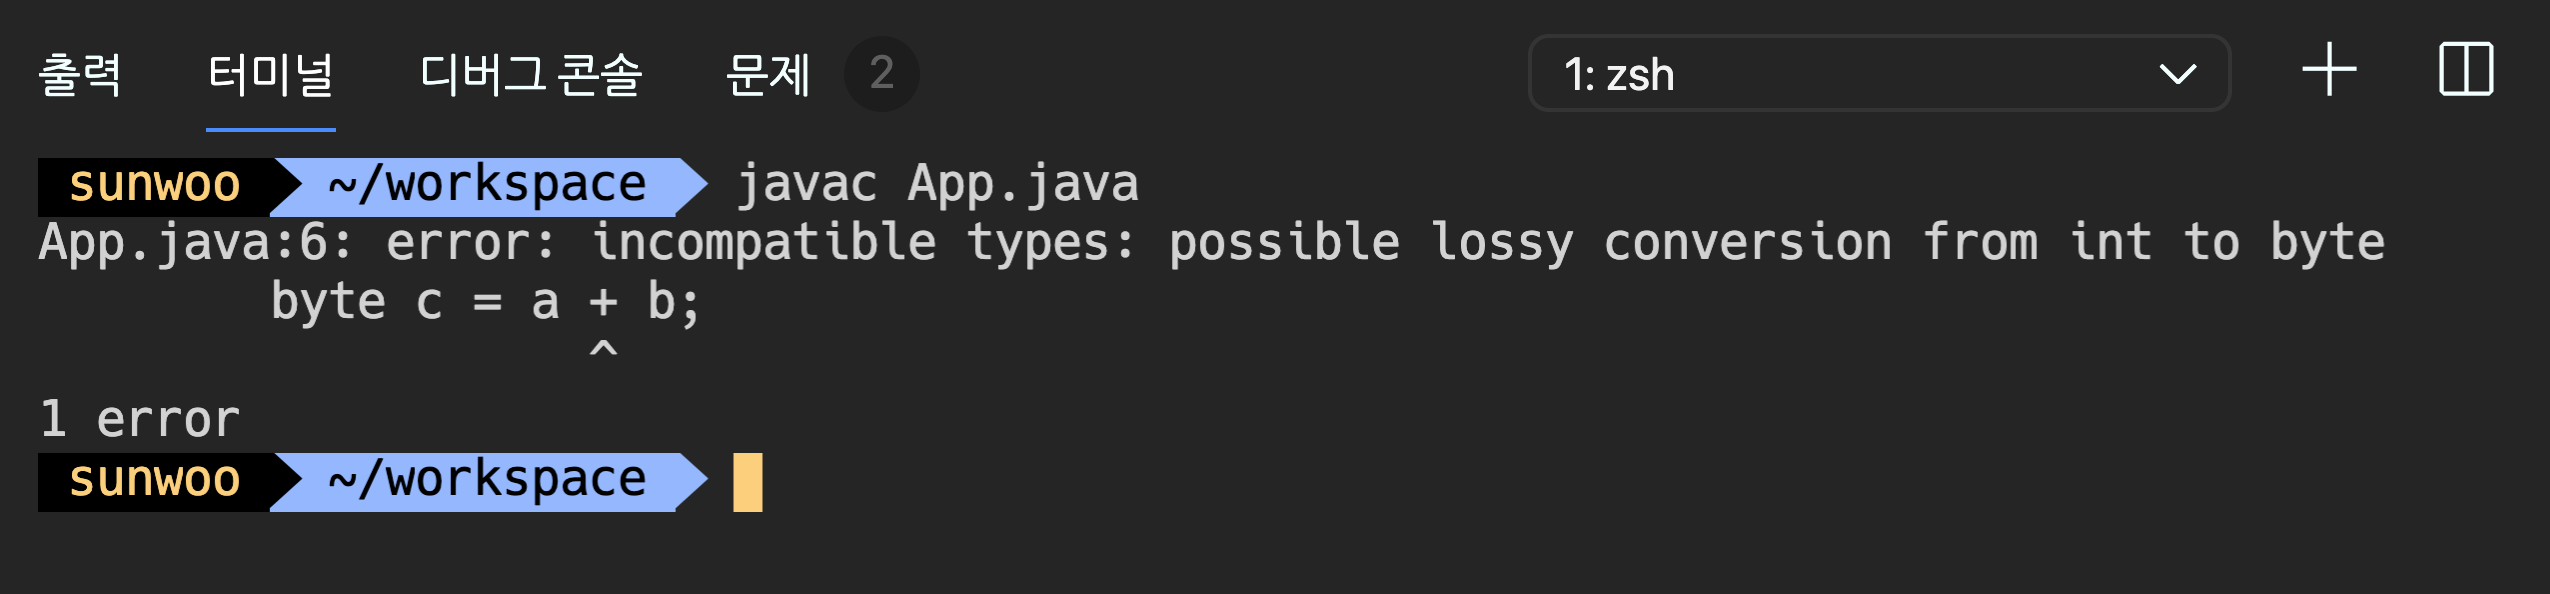 출력 터미널 디버그 콘솔 문제 2 1: zsh
sunwoo ~/workspace javac App.java
App.java:6: error: incompatible types: possible lossy conversion from int to byte
        byte c = a + b;
                   ^
1 error
sunwoo ~/workspace